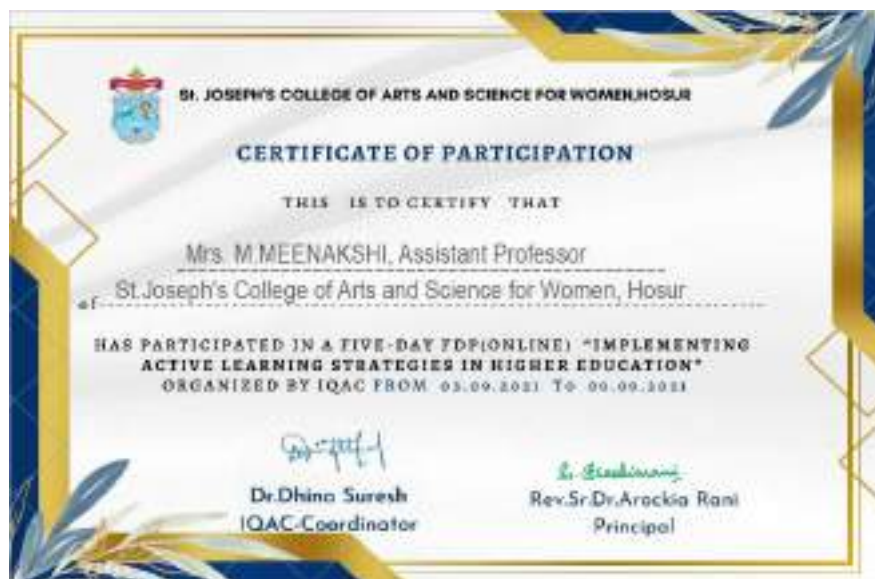 St. JOSEPH'S COLLEGE OF ARTS AND SCIENCE FOR WOMEN,HOSUR
CERTIFICATE OF PARTICIPATION
THIS IS TO CERTIFY THAT
Mrs. M.MEENAKSHI, Assistant Professor
of St.Joseph's College of Arts and Science for Women, Hosur
HAS PARTICIPATED IN A FIVE-DAY FDP(ONLINE) "IMPLEMENTING
ACTIVE LEARNING STRATEGIES IN HIGHER EDUCATION"
ORGANIZED BY IQAC FROM TO
Dr.Dhina Suresh
IQAC-Coordinator
Rev.Sr.Dr.Arockia Rani
Principal